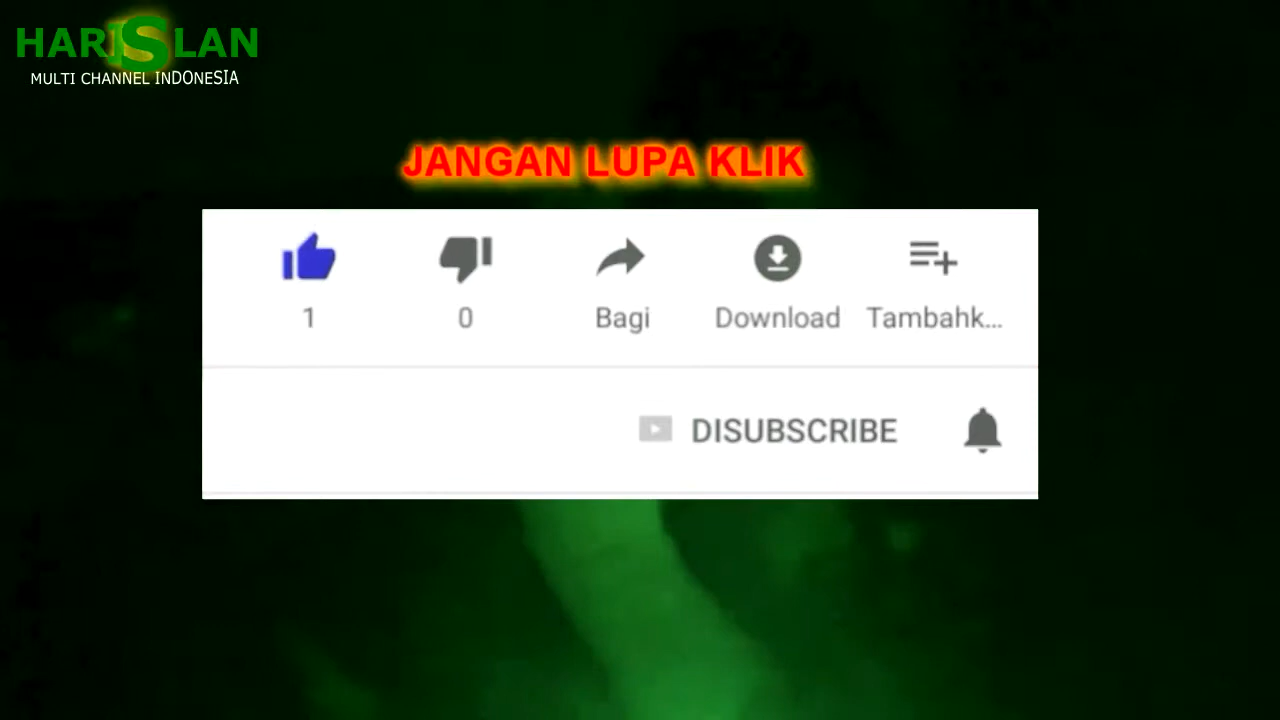 HARISLAN
MULTI CHANNEL INDONESIA
JANGAN LUPA KLIK
1 0 Bagi Download Tambahk...
DISUBSCRIBE